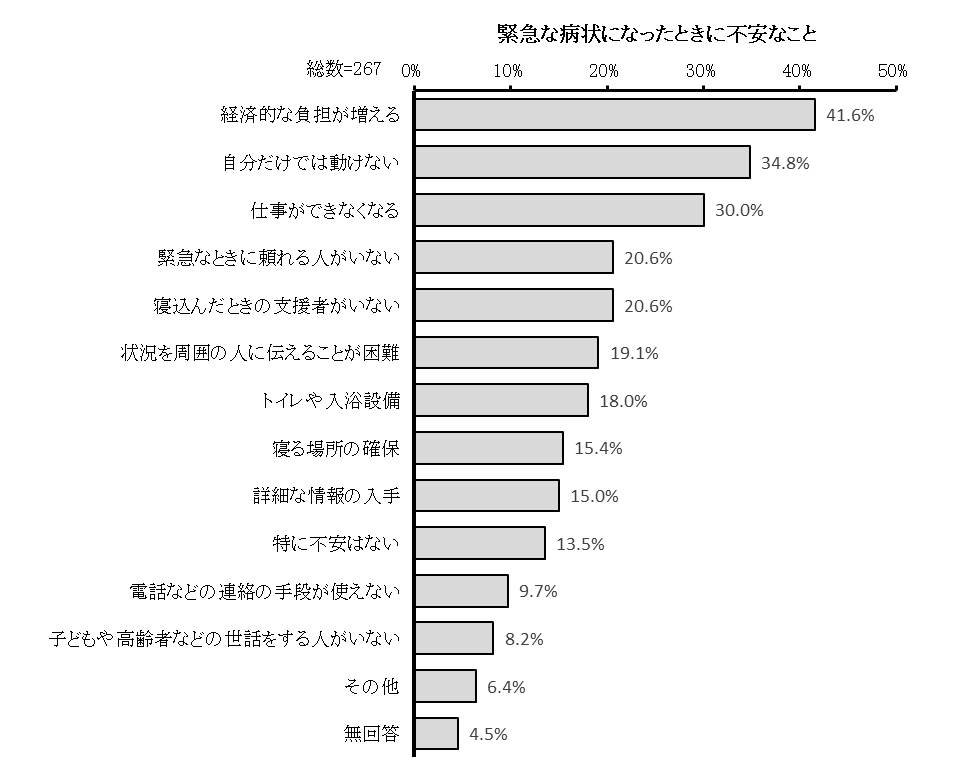 緊急な病状になったときに不安なこと
総数=267 0% 10% 20% 30% 40% 50%
経済的な負担が増える 41.6%
自分だけでは動けない 34.8%
仕事ができなくなる 30.0%
緊急なときに頼れる人がいない 20.6%
寝込んだときの支援者がいない 20.6%
状況を周囲の人に伝えることが困難 19.1%
トイレや入浴設備 18.0%
寝る場所の確保 15.4%
詳細な情報の入手 15.0%
特に不安はない 13.5%
電話などの連絡の手段が使えない 9.7%
子どもや高齢者などの世話をする人がいない 8.2%
その他 6.4%
無回答 4.5%